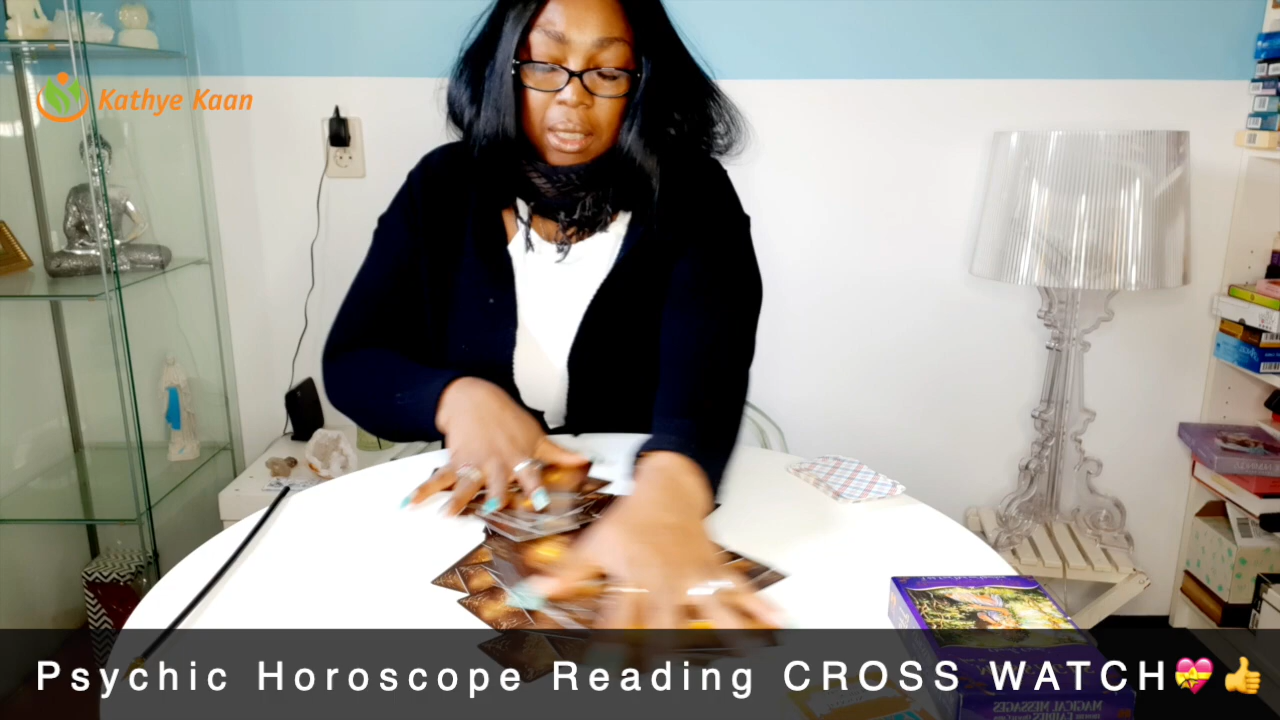 Kathye Kaan
Psychic Horoscope Reading CROSS WATCH💝👍
MAGICAL MESSAGES